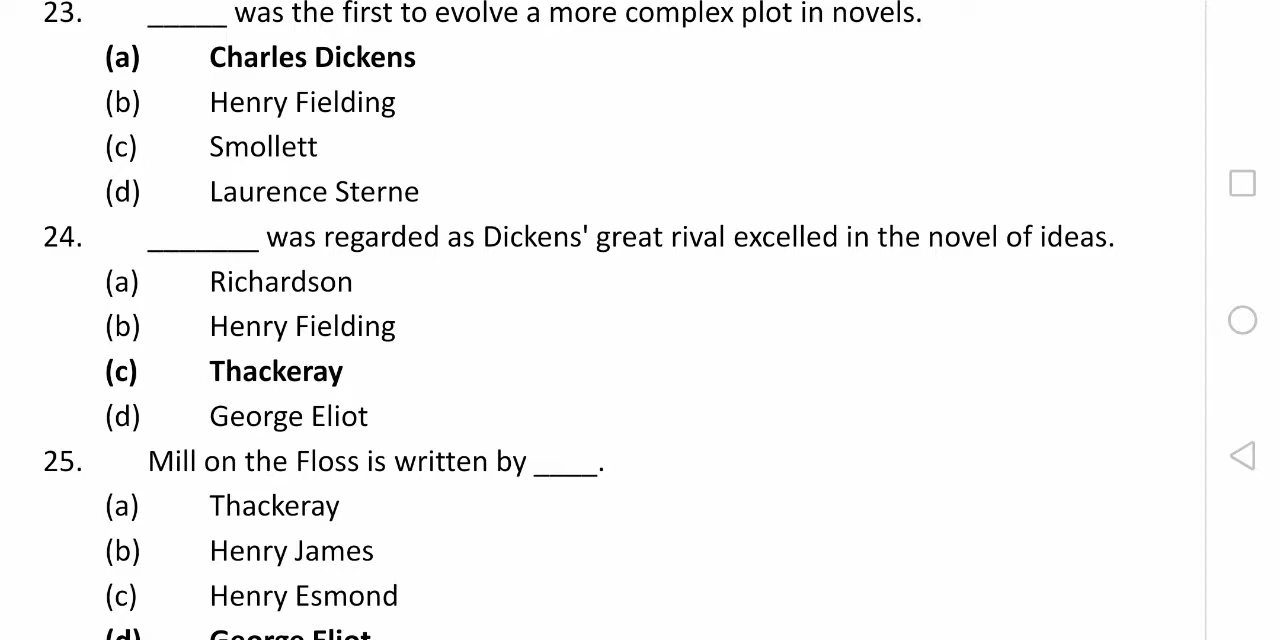 23. _____ was the first to evolve a more complex plot in novels.
(a) Charles Dickens
(b) Henry Fielding
(c) Smollett
(d) Laurence Sterne
24. _______ was regarded as Dickens' great rival excelled in the novel of ideas.
(a) Richardson
(b) Henry Fielding
(c) Thackeray
(d) George Eliot
25. Mill on the Floss is written by ____.
(a) Thackeray
(b) Henry James
(c) Henry Esmond
(d) George Eliot